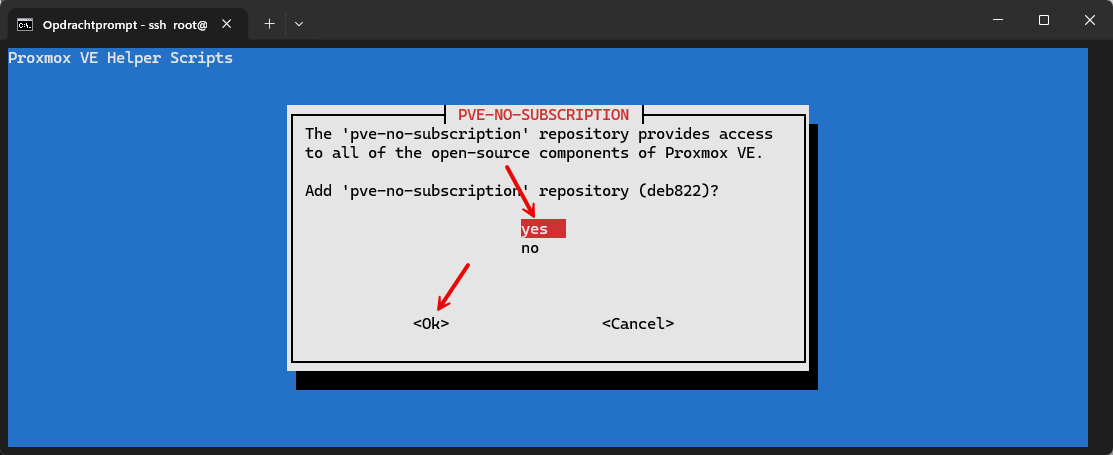 Opdrachtprompt - ssh root@
Proxmox VE Helper Scripts
PVE-NO-SUBSCRIPTION
The 'pve-no-subscription' repository provides access
to all of the open-source components of Proxmox VE.
Add 'pve-no-subscription' repository (deb822)?
yes
no
<Ok> <Cancel>